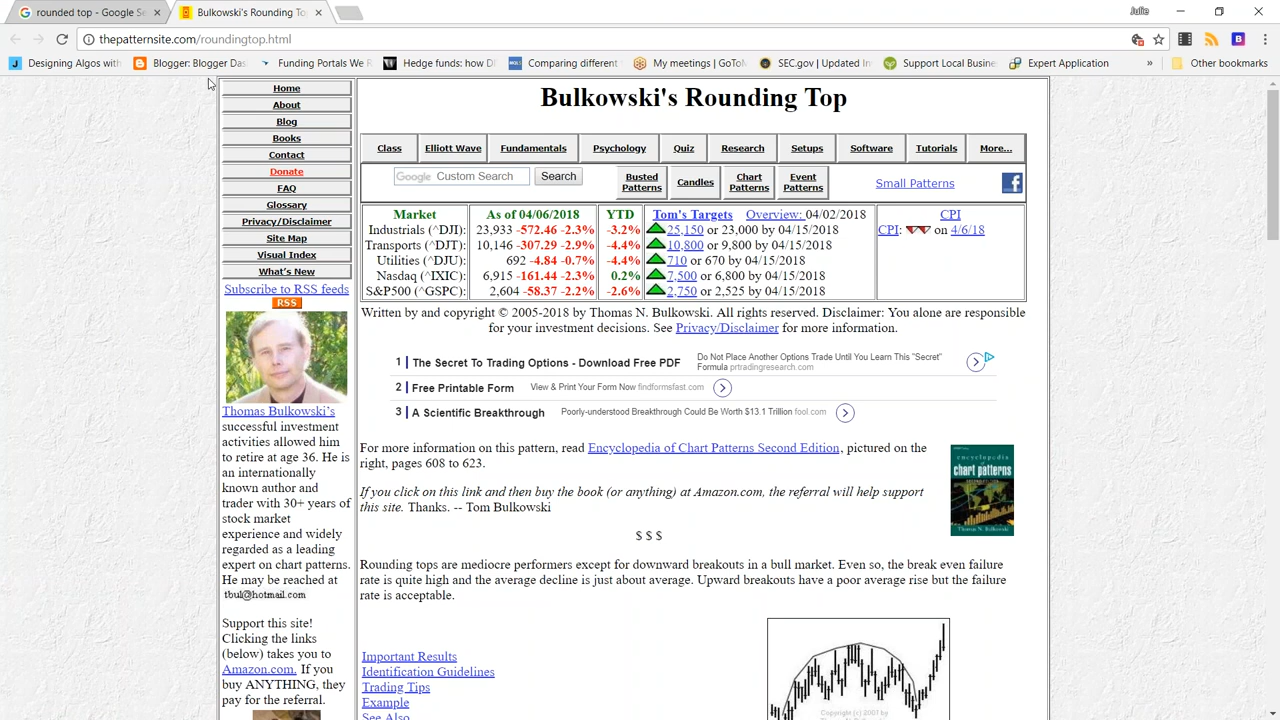 rounded top - Google Se
Bulkowski's Rounding To
Julie
thepatternsite.com/roundingtop.html
Designing Algos with
Blogger: Blogger Das
Funding Portals We R
Hedge funds: how D
Comparing different
My meetings | GoTo
SEC.gov | Updated In
Support Local Busin
Expert Application
»
Other bookmarks
Home
About
Blog
Books
Contact
Donate
FAQ
Glossary
Privacy/Disclaimer
Site Map
Visual Index
What's New
Subscribe to RSS feeds
RSS
Thomas Bulkowski's
successful investment
activities allowed him
to retire at age 36. He is
an internationally
known author and
trader with 30+ years of
stock market
experience and widely
regarded as a leading
expert on chart patterns.
He may be reached at
tbul@hotmail.com
Support this site!
Clicking the links
(below) takes you to
Amazon.com. If you
buy ANYTHING, they
pay for the referral.
Bulkowski's Rounding Top
Class Elliott Wave Fundamentals Psychology Quiz Research Setups Software Tutorials More...
Google Custom Search Search
Busted Patterns Candles Chart Patterns Event Patterns
Small Patterns
Market As of 04/06/2018 YTD Tom's Targets Overview: 04/02/2018 CPI
Industrials (^DJI): 23,933 -572.46 -2.3% -3.2% 25,150 or 23,000 by 04/15/2018 CPI: on 4/6/18
Transports (^DJT): 10,146 -307.29 -2.9% -4.4% 10,800 or 9,800 by 04/15/2018
Utilities (^DJU): 692 -4.84 -0.7% -4.4% 710 or 670 by 04/15/2018
Nasdaq (^IXIC): 6,915 -161.44 -2.3% 0.2% 7,500 or 6,800 by 04/15/2018
S&P500 (^GSPC): 2,604 -58.37 -2.2% -2.6% 2,750 or 2,525 by 04/15/2018
Written by and copyright © 2005-2018 by Thomas N. Bulkowski. All rights reserved. Disclaimer: You alone are responsible
for your investment decisions. See Privacy/Disclaimer for more information.
1 The Secret To Trading Options - Download Free PDF Do Not Place Another Options Trade Until You Learn This "Secret"
Formula prtradingresearch.com
2 Free Printable Form View & Print Your Form Now findformsfast.com
3 A Scientific Breakthrough Poorly-understood Breakthrough Could Be Worth $13.1 Trillion fool.com
For more information on this pattern, read Encyclopedia of Chart Patterns Second Edition, pictured on the
right, pages 608 to 623.
encyclopedia of
chart patterns
If you click on this link and then buy the book (or anything) at Amazon.com, the referral will help support
this site. Thanks. -- Tom Bulkowski
$ $ $
Rounding tops are mediocre performers except for downward breakouts in a bull market. Even so, the break even failure
rate is quite high and the average decline is just about average. Upward breakouts have a poor average rise but the failure
rate is acceptable.
Important Results
Identification Guidelines
Trading Tips
Example
See Also
Copyright (c) 2007 by